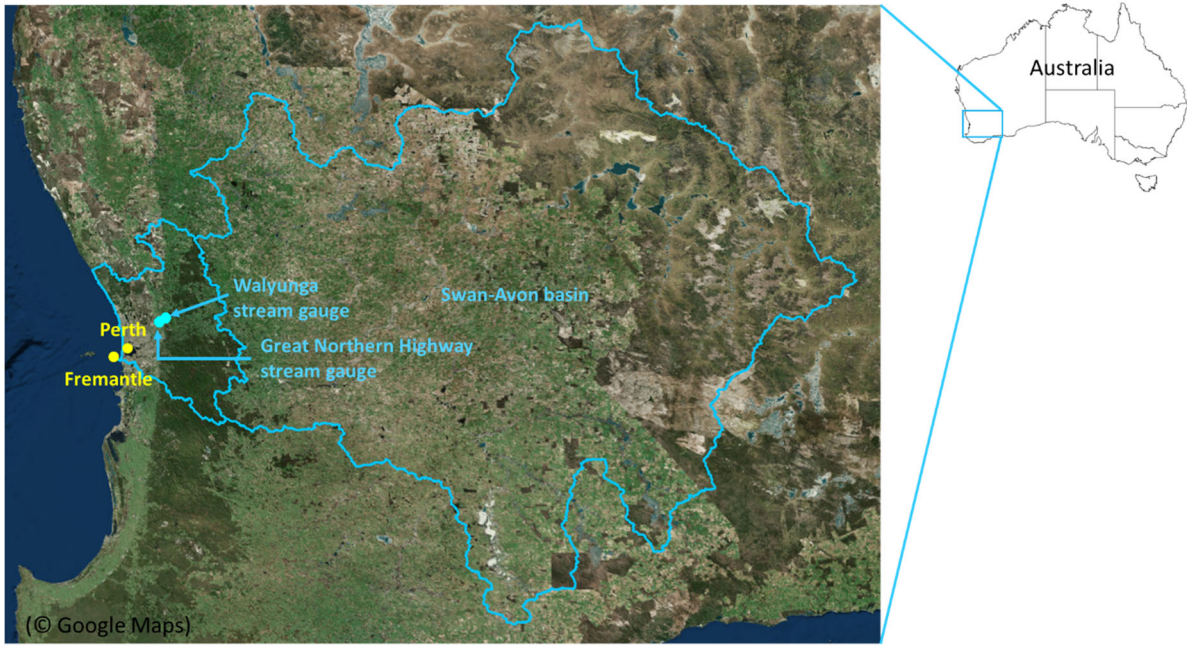 Australia
Walyunga
stream gauge
Swan-Avon basin
Perth
Great Northern Highway
stream gauge
Fremantle
(© Google Maps)